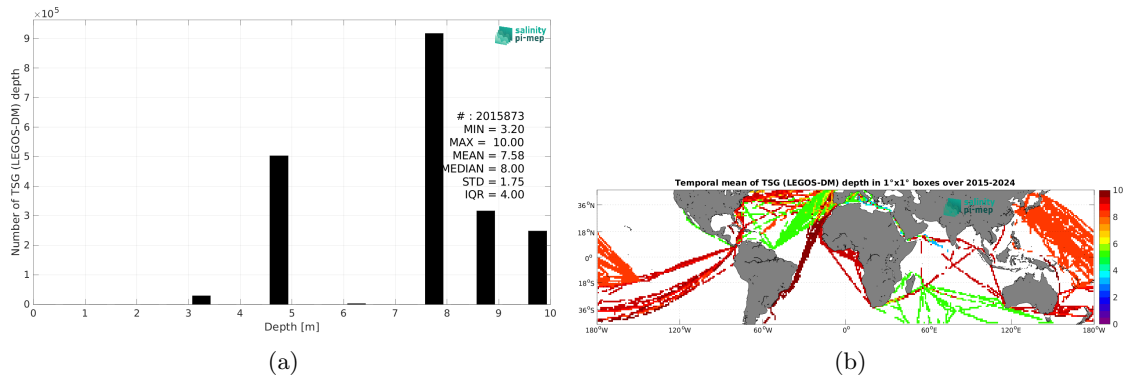 ×10⁵
9
8
7
6
5
4
3
2
1
0
Number of TSG (LEGOS-DM) depth
salinity
pi-mep
# : 2015873
MIN = 3.20
MAX = 10.00
MEAN = 7.58
MEDIAN = 8.00
STD = 1.75
IQR = 4.00
0 1 2 3 4 5 6 7 8 9 10
Depth [m]
(a)
Temporal mean of TSG (LEGOS-DM) depth in 1°x1° boxes over 2015-2024
salinity
pi-mep
36°N
18°N
0°
18°S
36°S
180°W 120°W 60°W 0° 60°E 120°E 180°W
10
8
6
4
2
0
(b)